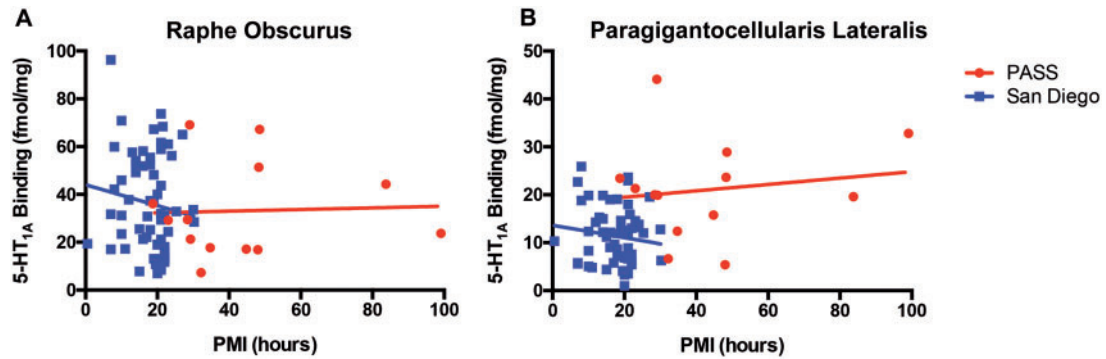 A
Raphe Obscurus
5-HT1A Binding (fmol/mg)
100
80
60
40
20
0
0 20 40 60 80 100
PMI (hours)
B
Paragigantocellularis Lateralis
5-HT1A Binding (fmol/mg)
50
40
30
20
10
0
0 20 40 60 80 100
PMI (hours)
PASS
San Diego